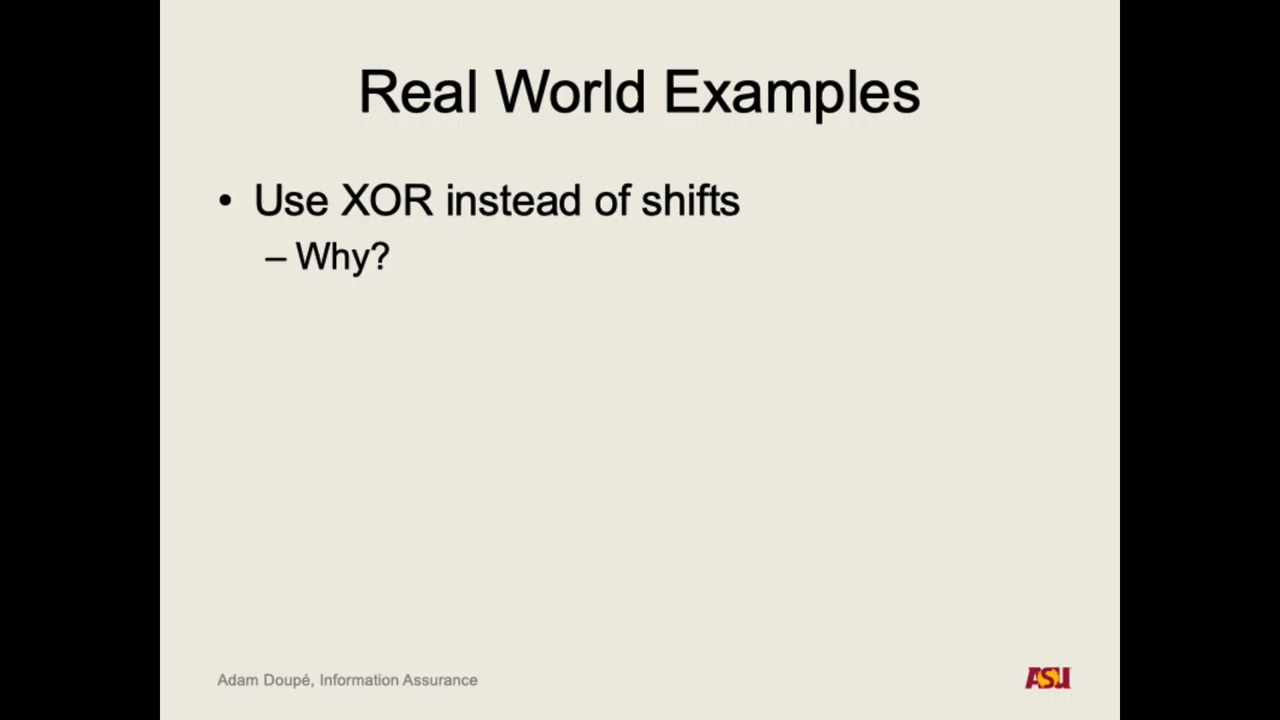 Real World Examples
• Use XOR instead of shifts
– Why?
Adam Doupé, Information Assurance
ASU